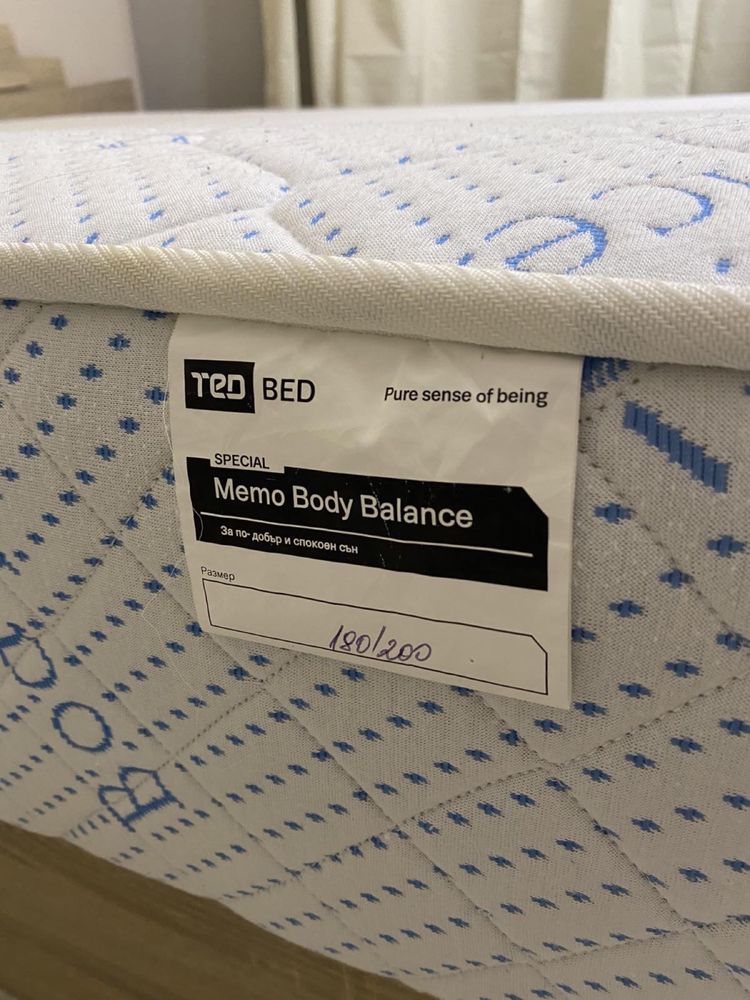 TED BED
Pure sense of being
SPECIAL
Memo Body Balance
За по- добър и спокоен сън
Размер
180/200